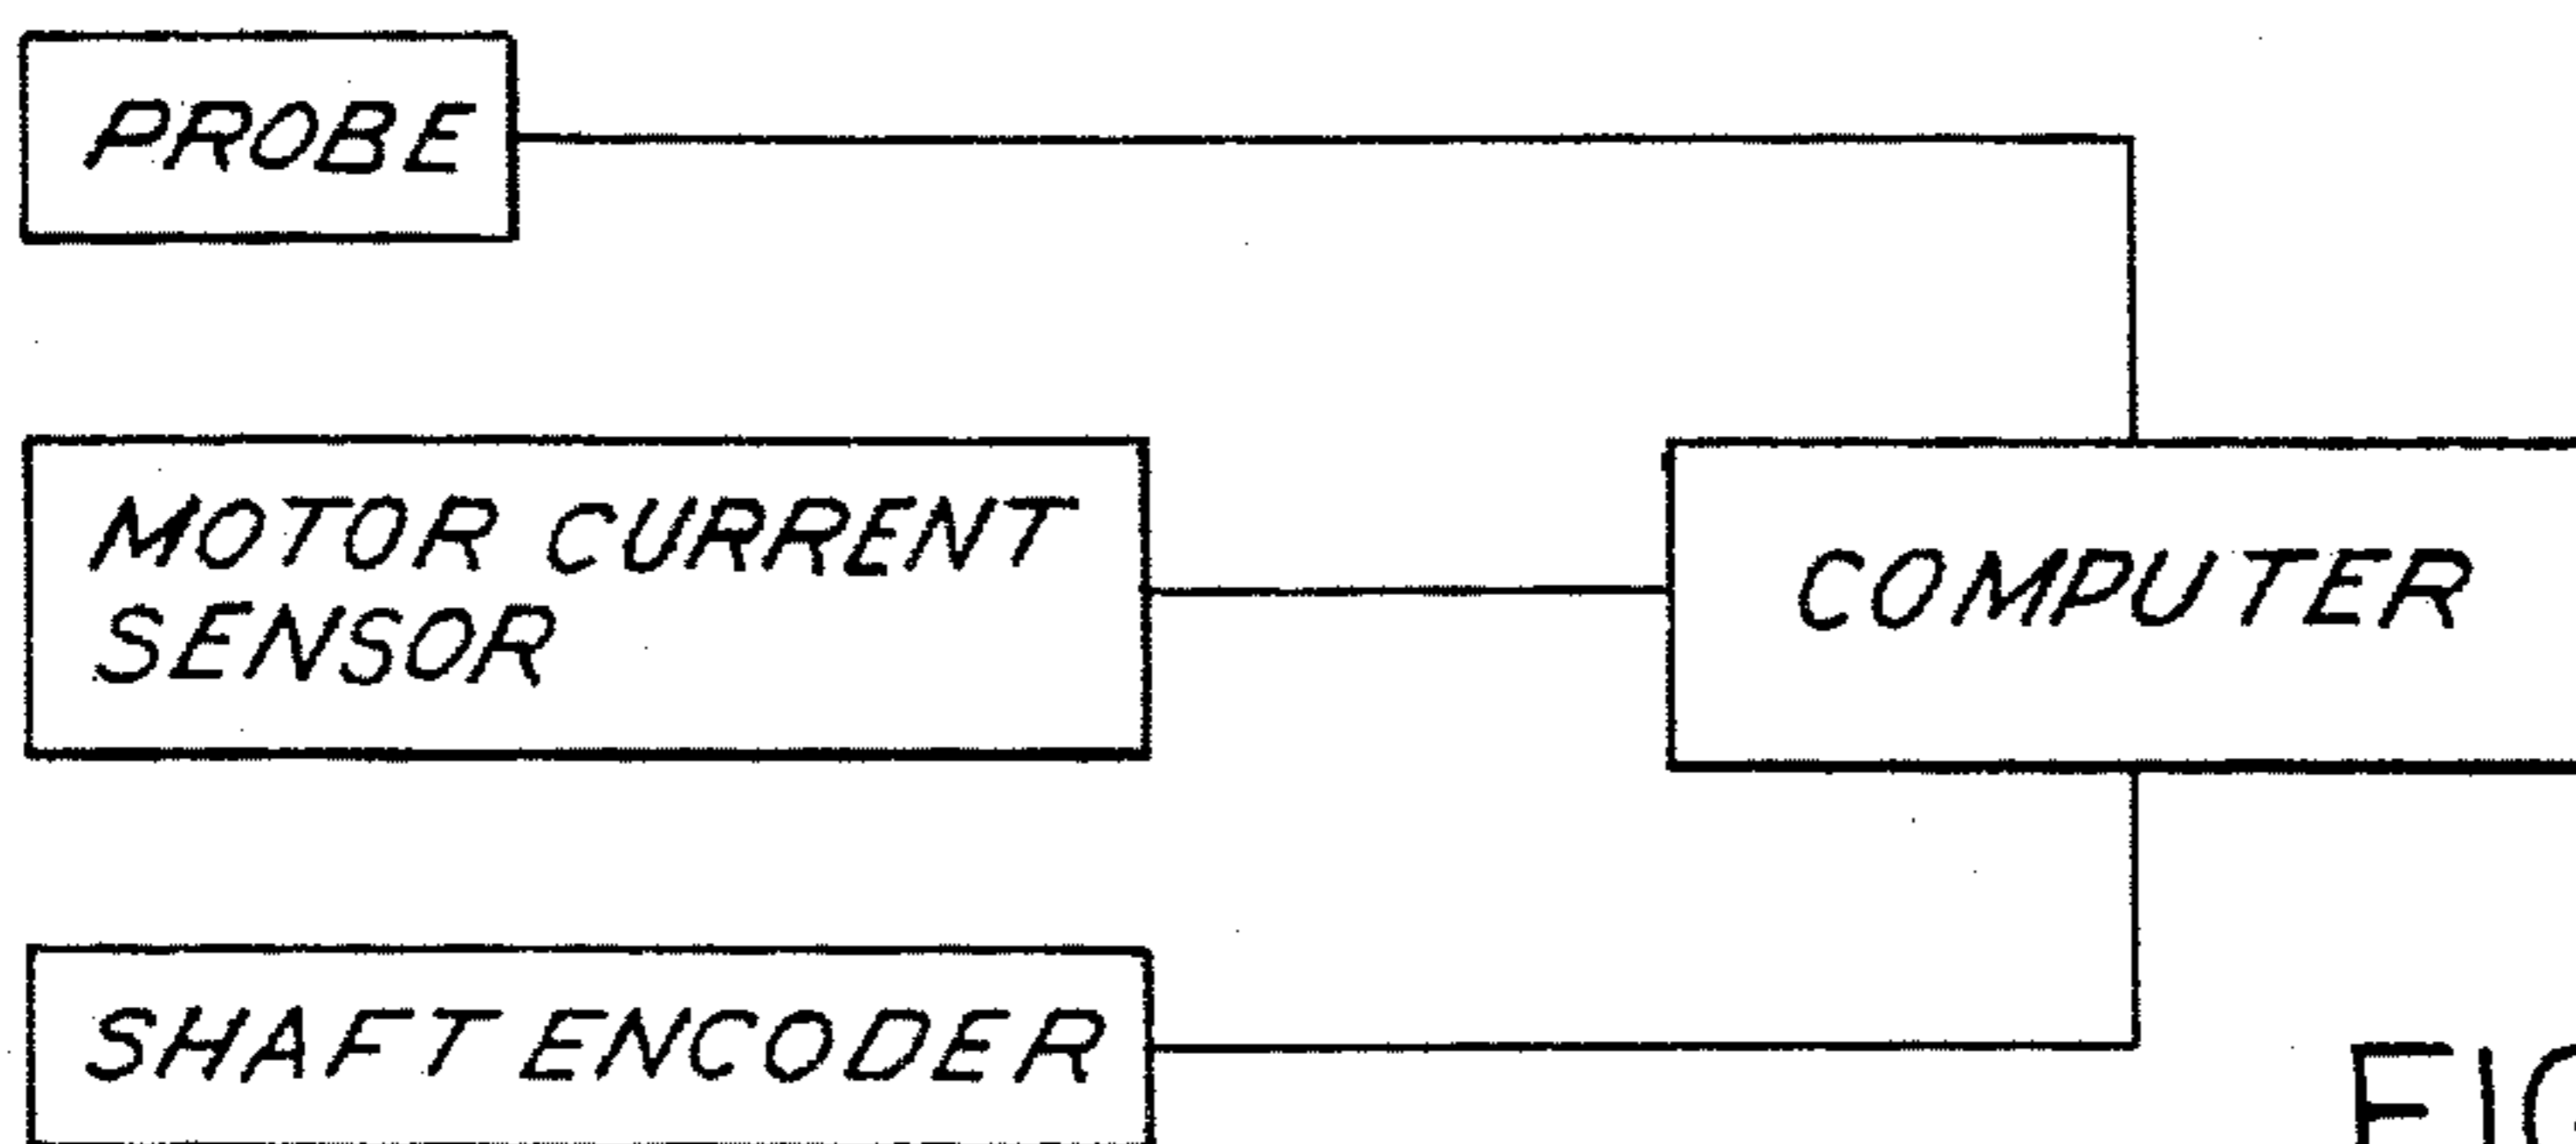 PROBE
MOTOR CURRENT
SENSOR
COMPUTER
SHAFT ENCODER